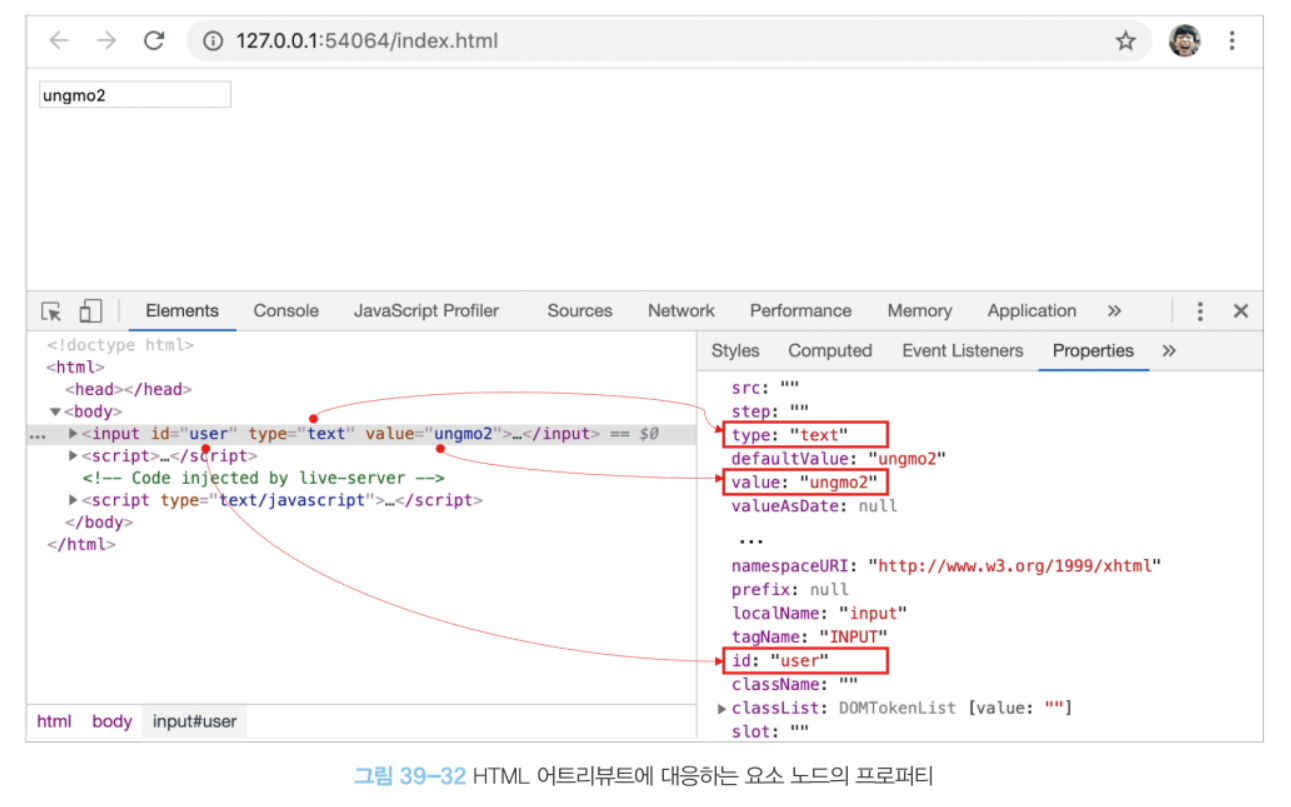 127.0.0.1:54064/index.html
ungmo2
Elements Console JavaScript Profiler Sources Network Performance Memory Application »
<!doctype html>
<html>
<head></head>
▼<body>
... ▶<input id="user" type="text" value="ungmo2">…</input> == $0
▶<script>…</script>
<!-- Code injected by live-server -->
▶<script type="text/javascript">…</script>
</body>
</html>
html body input#user
Styles Computed Event Listeners Properties »
src: ""
step: ""
type: "text"
defaultValue: "ungmo2"
value: "ungmo2"
valueAsDate: null
...
namespaceURI: "http://www.w3.org/1999/xhtml"
prefix: null
localName: "input"
tagName: "INPUT"
id: "user"
className: ""
▶classList: DOMTokenList [value: ""]
slot: ""
그림 39-32 HTML 어트리뷰트에 대응하는 요소 노드의 프로퍼티